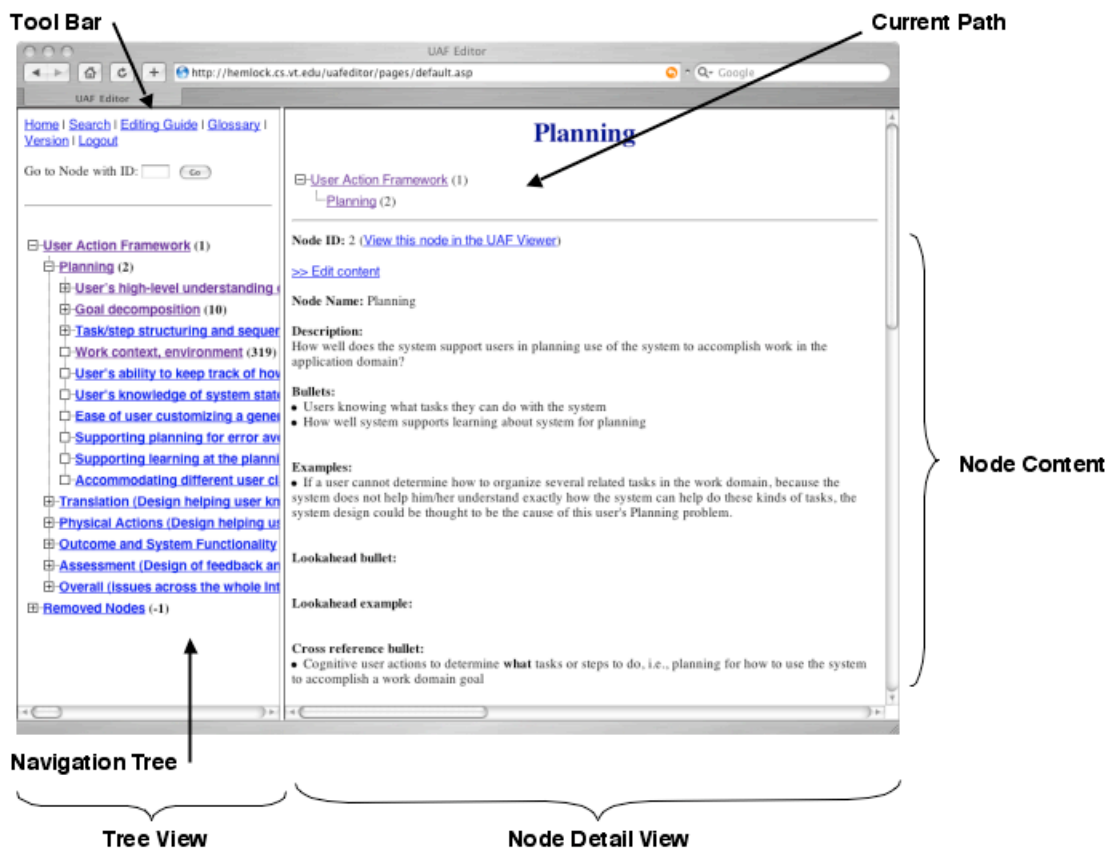 Tool Bar
Current Path
UAF Editor
http://hemlock.cs.vt.edu/uafeditor/pages/default.asp
Google
UAF Editor
Home | Search | Editing Guide | Glossary |
Version | Logout
Go to Node with ID:
Go
User Action Framework (1)
Planning (2)
User's high-level understanding
Goal decomposition (10)
Task/step structuring and sequen
Work context, environment (319)
User's ability to keep track of how
User's knowledge of system state
Ease of user customizing a gener
Supporting planning for error avo
Supporting learning at the planni
Accommodating different user cl
Translation (Design helping user kn
Physical Actions (Design helping us
Outcome and System Functionality
Assessment (Design of feedback an
Overall (issues across the whole Int
Removed Nodes (-1)
Planning
User Action Framework (1)
Planning (2)
Node ID: 2 (View this node in the UAF Viewer)
>> Edit content
Node Name: Planning
Description:
How well does the system support users in planning use of the system to accomplish work in the
application domain?
Bullets:
• Users knowing what tasks they can do with the system
• How well system supports learning about system for planning
Examples:
• If a user cannot determine how to organize several related tasks in the work domain, because the
system does not help him/her understand exactly how the system can help do these kinds of tasks, the
system design could be thought to be the cause of this user's Planning problem.
Lookahead bullet:
Lookahead example:
Cross reference bullet:
• Cognitive user actions to determine what tasks or steps to do, i.e., planning for how to use the system
to accomplish a work domain goal
Node Content
Navigation Tree
Tree View
Node Detail View